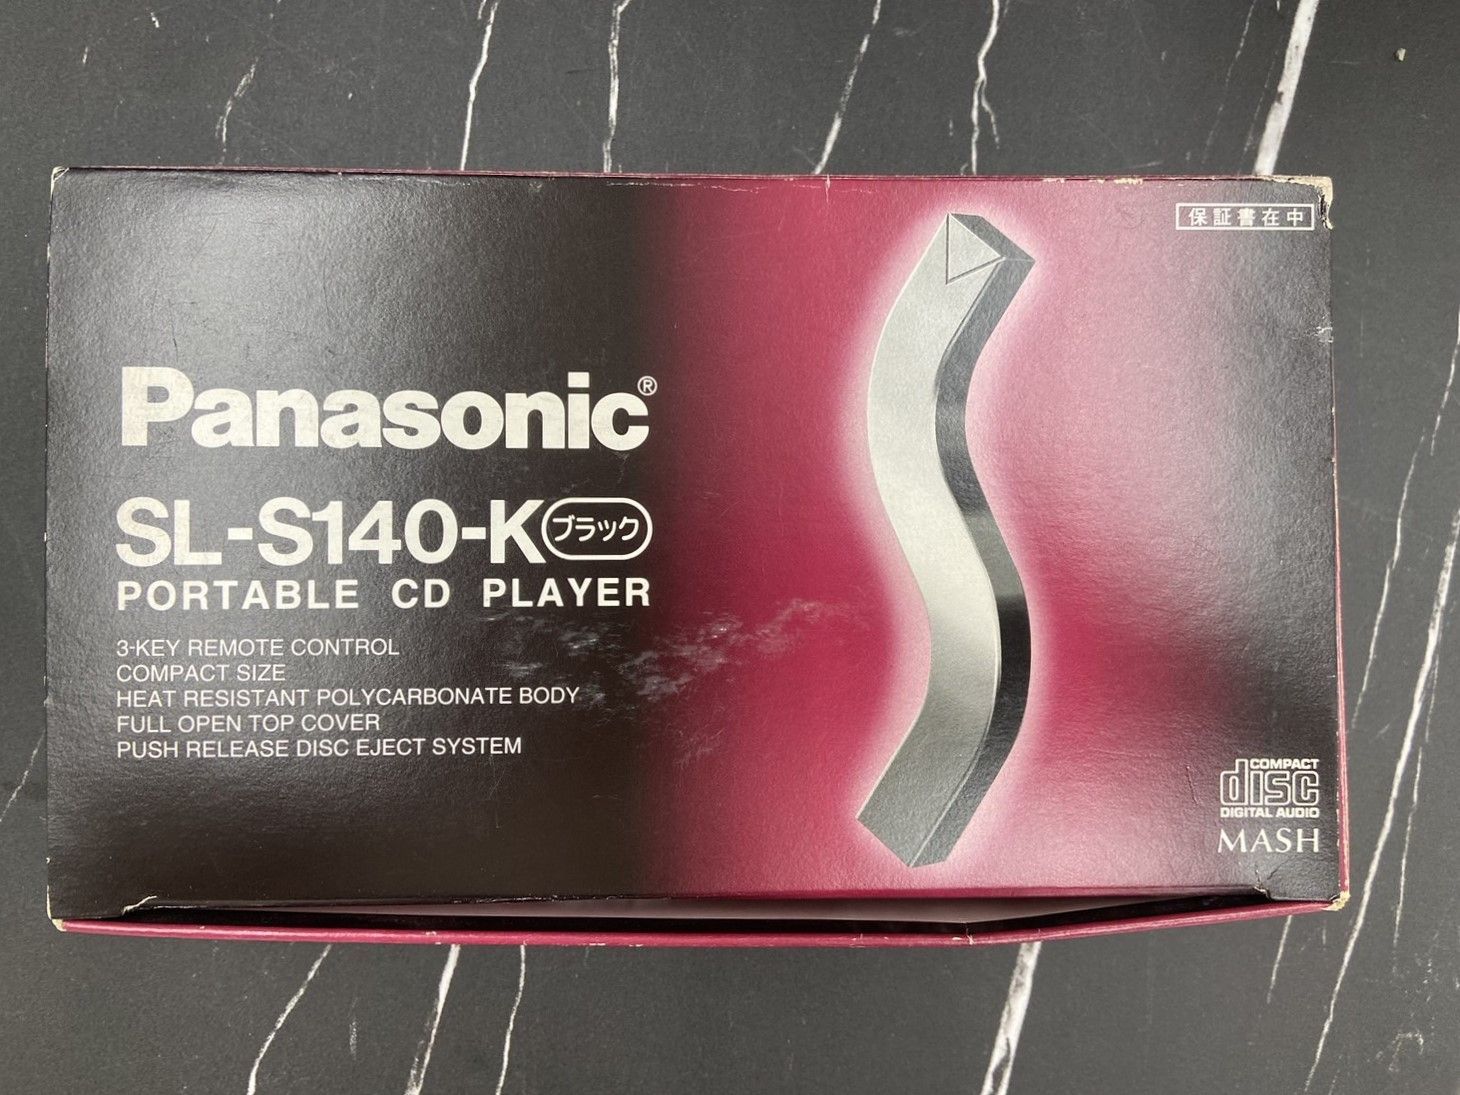 保証書在中
Panasonic®
SL-S140-K ブラック
PORTABLE CD PLAYER
3-KEY REMOTE CONTROL
COMPACT SIZE
HEAT RESISTANT POLYCARBONATE BODY
FULL OPEN TOP COVER
PUSH RELEASE DISC EJECT SYSTEM
COMPACT
disc
DIGITAL AUDIO
MASH